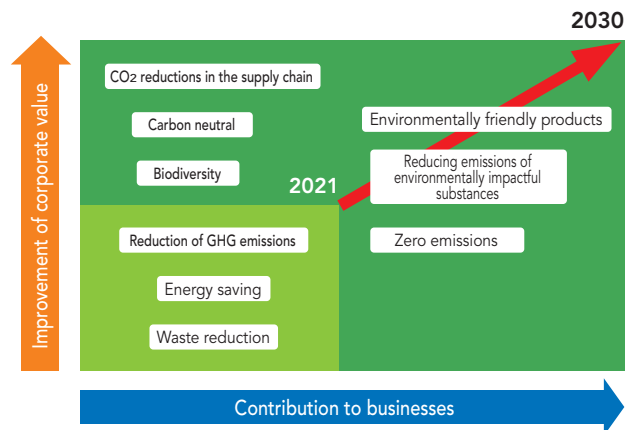 2030
CO2 reductions in the supply chain
Carbon neutral
Biodiversity
2021
Environmentally friendly products
Reducing emissions of
environmentally impactful
substances
Zero emissions
Reduction of GHG emissions
Energy saving
Waste reduction
Improvement of corporate value
Contribution to businesses